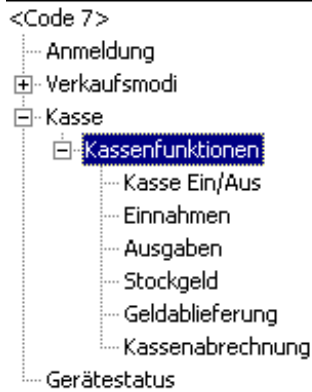 <Code 7>
Anmeldung
Verkaufsmodi
Kasse
Kassenfunktionen
Kasse Ein/Aus
Einnahmen
Ausgaben
Stockgeld
Geldablieferung
Kassenabrechnung
Gerätestatus